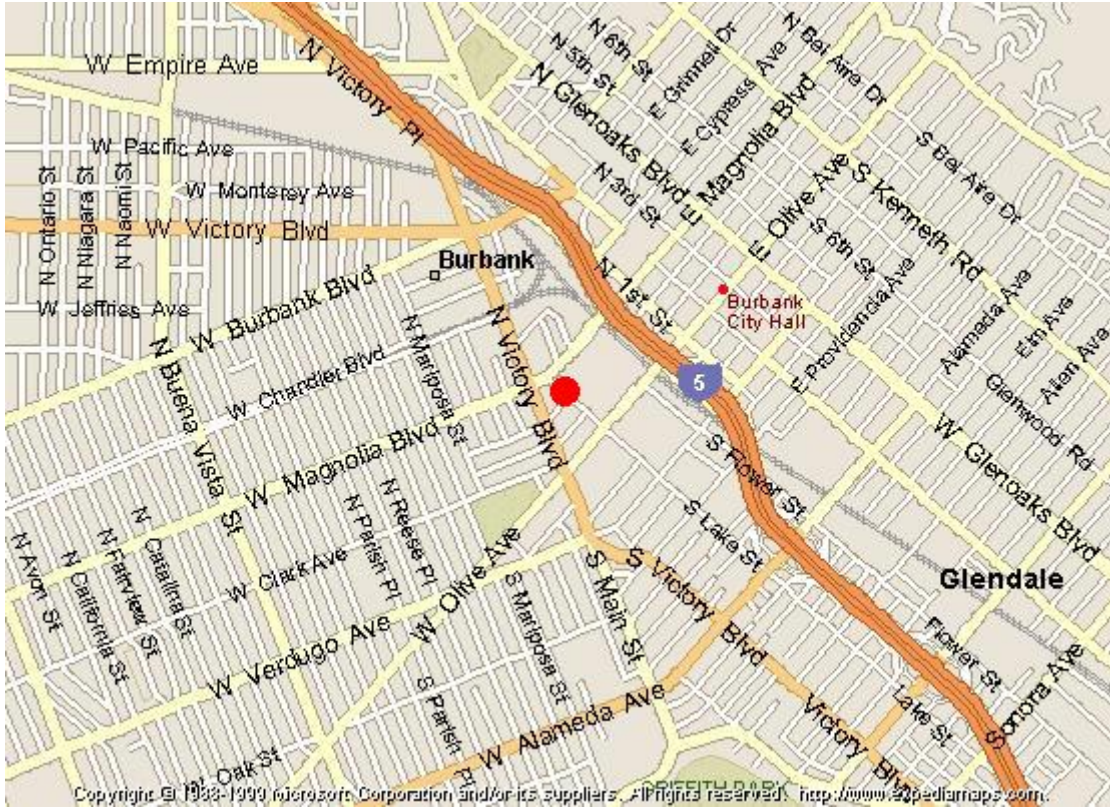 W Empire Ave
N Victory Pl
N 5th St
N 6th St
E Grinnell Dr
E Cypress Ave
N Bel Aire Dr
N Glenoaks Blvd
E Magnolia Blvd
W Pacific Ave
W Monterey Ave
W Victory Blvd
N Ontario St
N Niagara St
N Naomi St
N 3rd St
E Olive Ave
S Kenneth Rd
S Bel Aire Dr
S 6th St
Burbank
N 1st St
Burbank
City Hall
W Jeffries Ave
W Burbank Blvd
N Buena Vista St
W Chandler Blvd
N Mariposa St
N Victory Blvd
5
E Providencia Ave
Alameda Ave
Elm Ave
Allen Ave
Glenwood Rd
W Magnolia Blvd
S Flower St
W Glenoaks Blvd
N Avon St
N California St
N Fairview St
N Catalina St
W Clark Ave
N Parish Pl
N Reese Pl
W Olive Ave
S Lake St
S Mariposa St
S Main St
S Victory Blvd
Glendale
W Verdugo Ave
S Parish Pl
W Alameda Ave
Victory Blvd
Flower St
Lake St
Sonora Ave
W Oak St
GRIFFITH PARK
Copyright © 1988-1999 Microsoft Corporation and/or its suppliers. All rights reserved. http://www.expediamaps.com